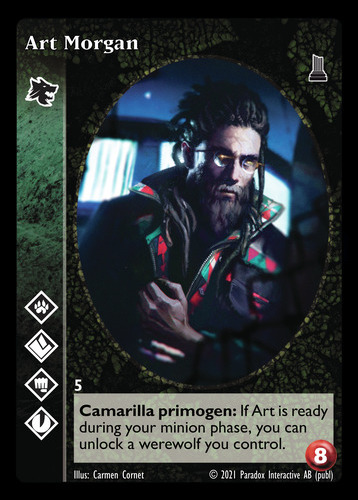 Art Morgan
5
Camarilla primogen: If Art is ready
during your minion phase, you can
unlock a werewolf you control.
8
Illus: Carmen Cornet © 2021 Paradox Interactive AB (publ)